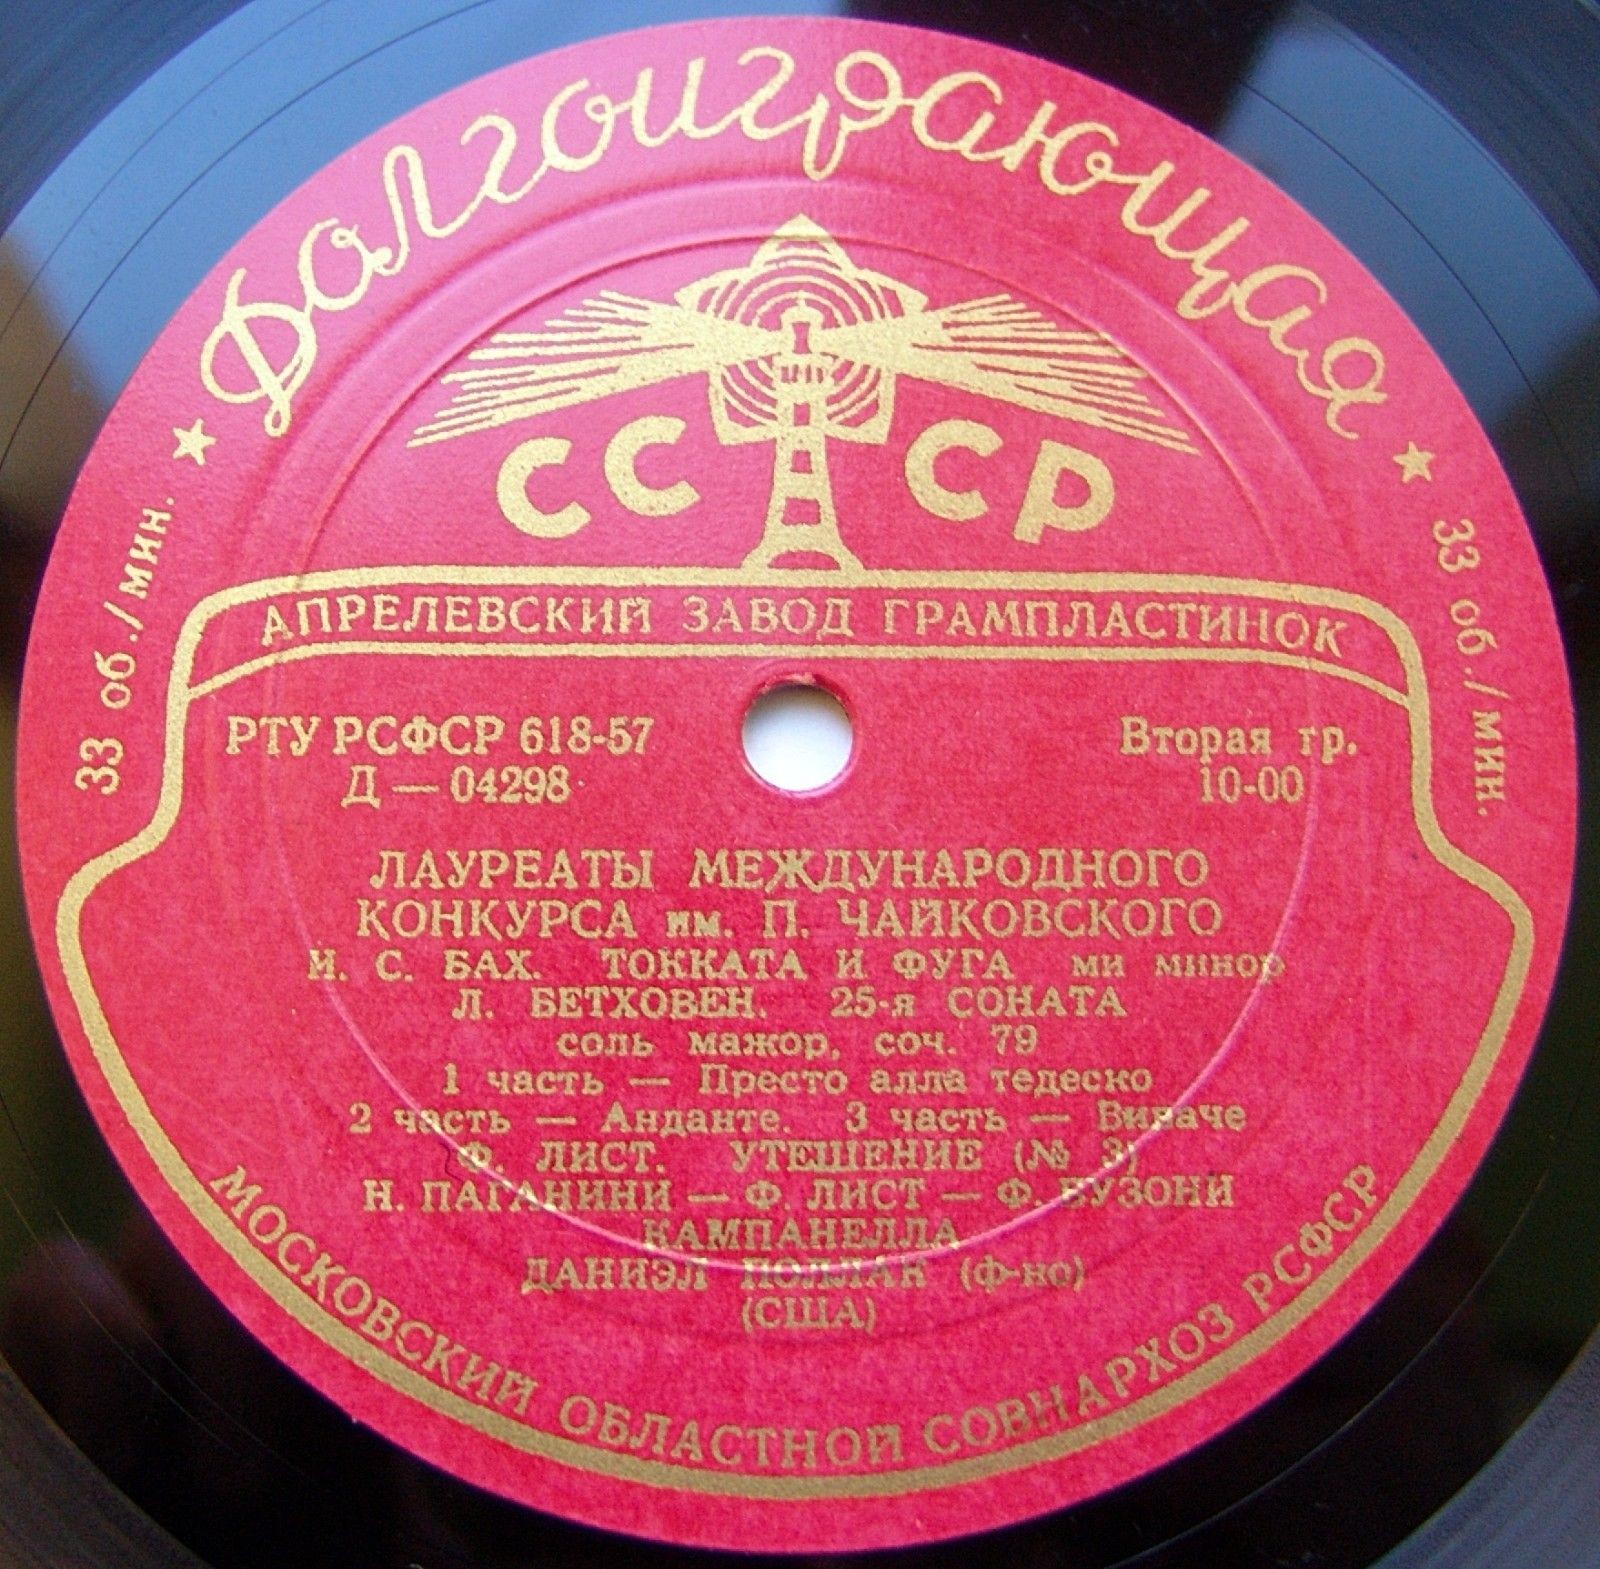 Долгоиграющая
★ 33 об./мин.
★ 33 об./мин.
СССР
АПРЕЛЕВСКИЙ ЗАВОД ГРАМПЛАСТИНОК
РТУ РСФСР 618-57 Вторая гр.
Д — 04298 10-00
ЛАУРЕАТЫ МЕЖДУНАРОДНОГО
КОНКУРСА им. П. ЧАЙКОВСКОГО
И. С. БАХ. ТОККАТА И ФУГА ми минор
Л. БЕТХОВЕН. 25-я СОНАТА
соль мажор, соч. 79
1 часть — Престо алла тедеско
2 часть — Анданте. 3 часть — Виваче
Ф. ЛИСТ. УТЕШЕНИЕ (№ 3)
Н. ПАГАНИНИ — Ф. ЛИСТ — Ф. БУЗОНИ
КАМПАНЕЛЛА
ДАНИЭЛ ПОЛЛАК (ф-но)
(США)
МОСКОВСКИЙ ОБЛАСТНОЙ СОВНАРХОЗ РСФСР